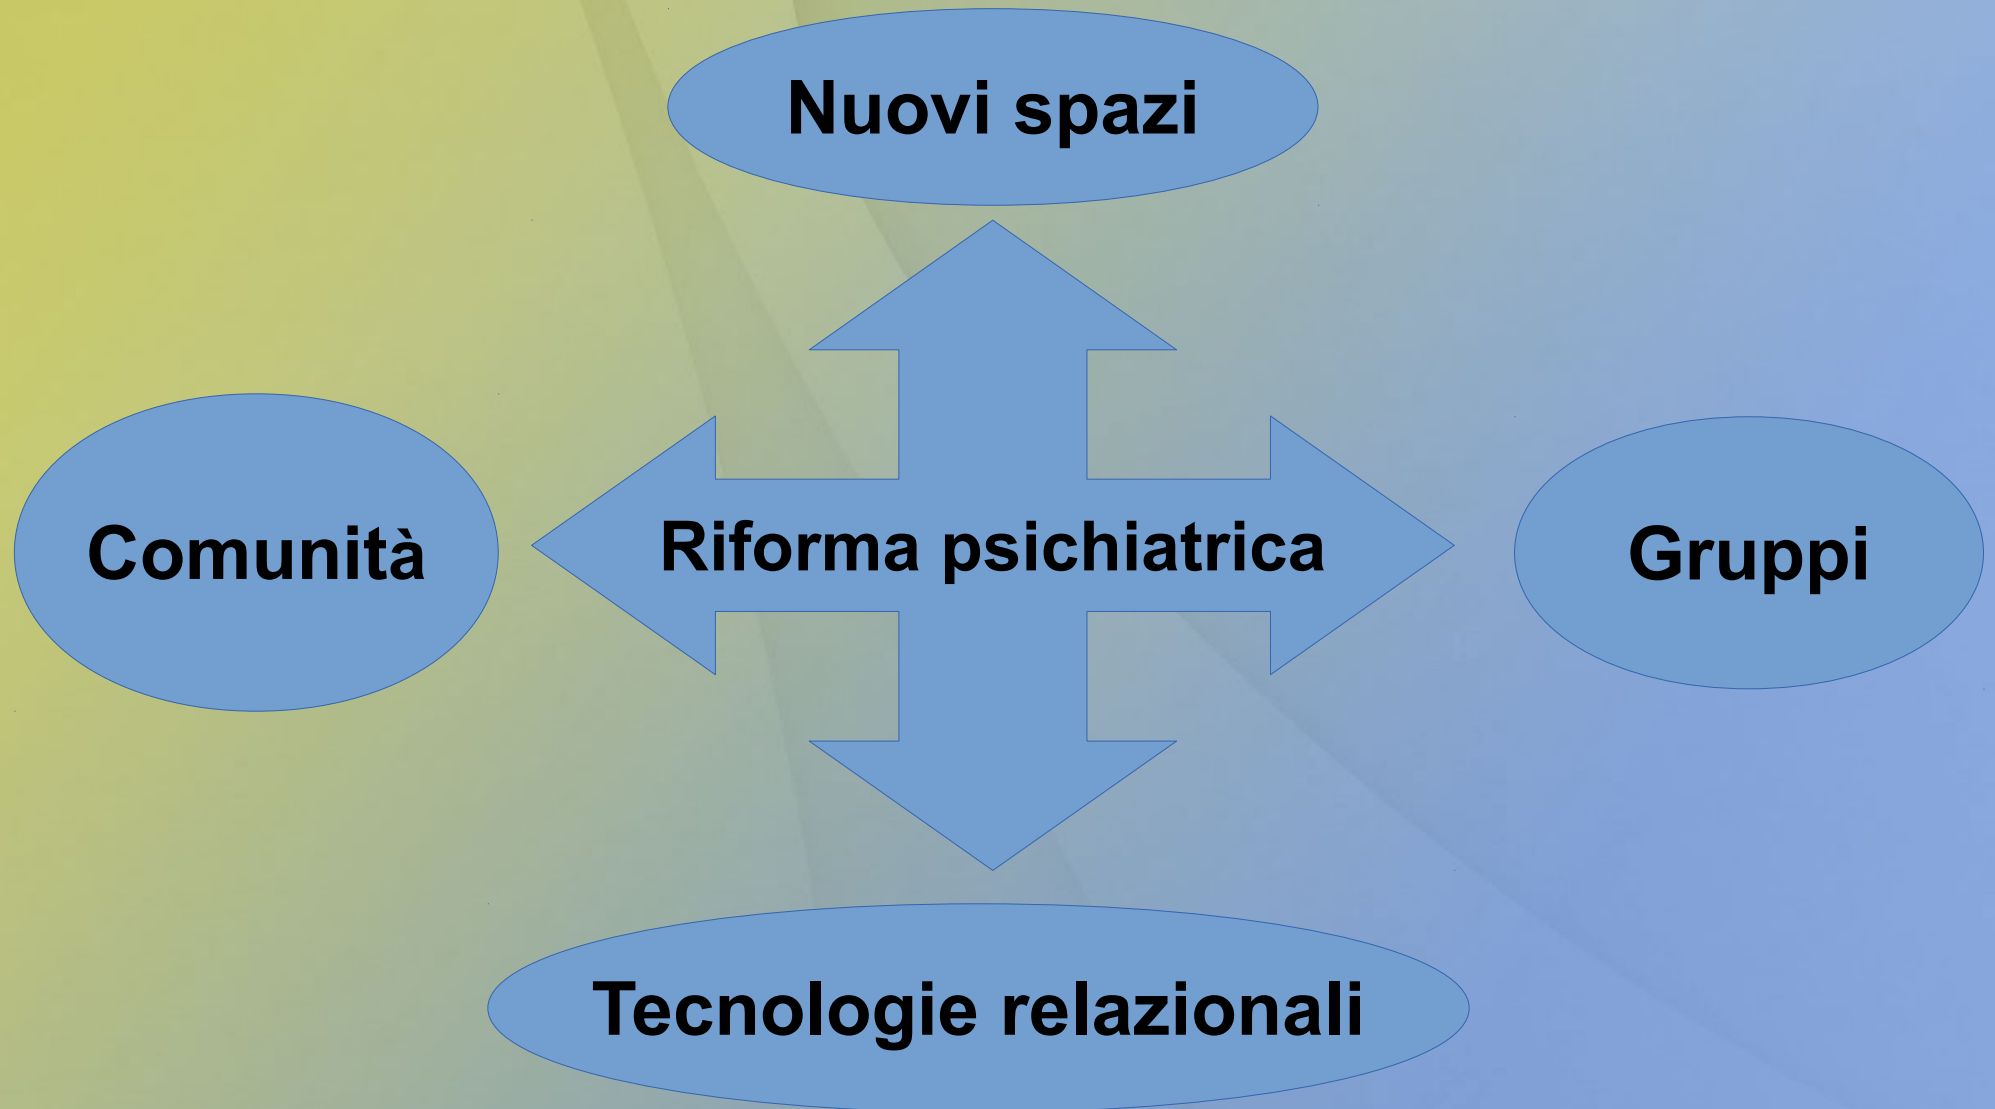 Nuovi spazi
Comunità
Riforma psichiatrica
Gruppi
Tecnologie relazionali